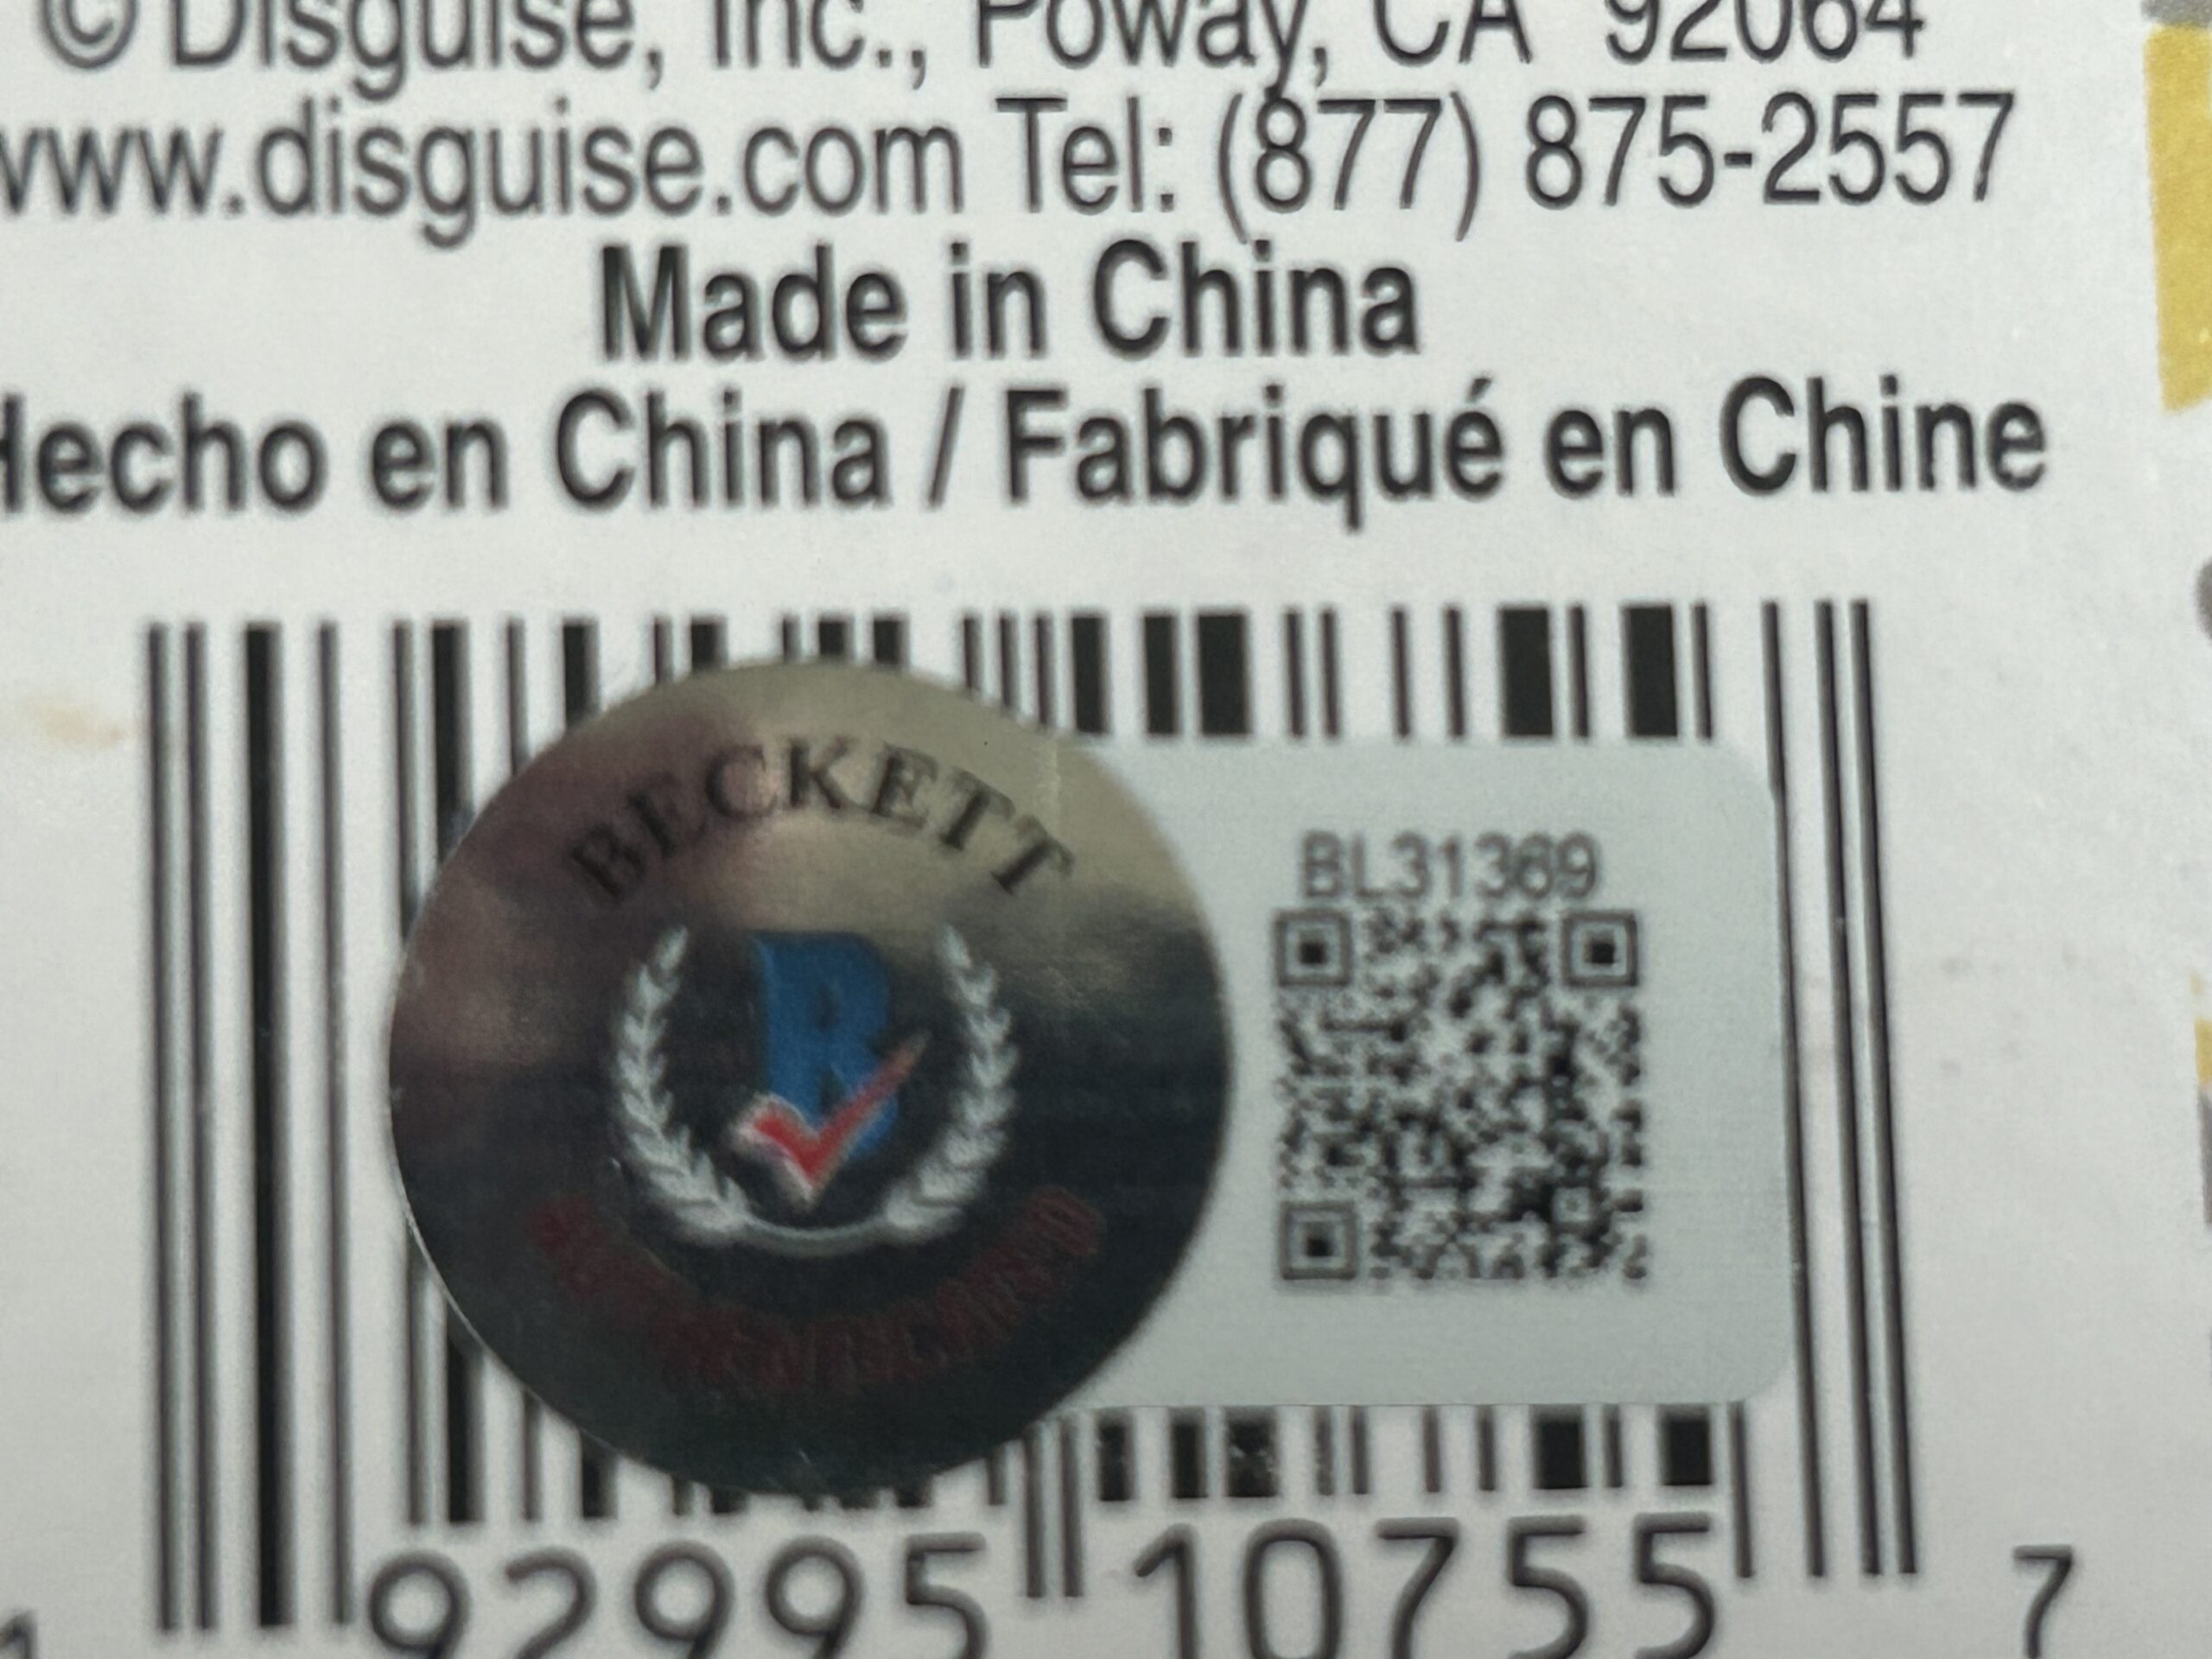 © Disguise, Inc., Poway, CA 92064
www.disguise.com Tel: (877) 875-2557
Made in China
Hecho en China / Fabriqué en Chine
BECKETT
B
BL31369
1 92995 10755 7